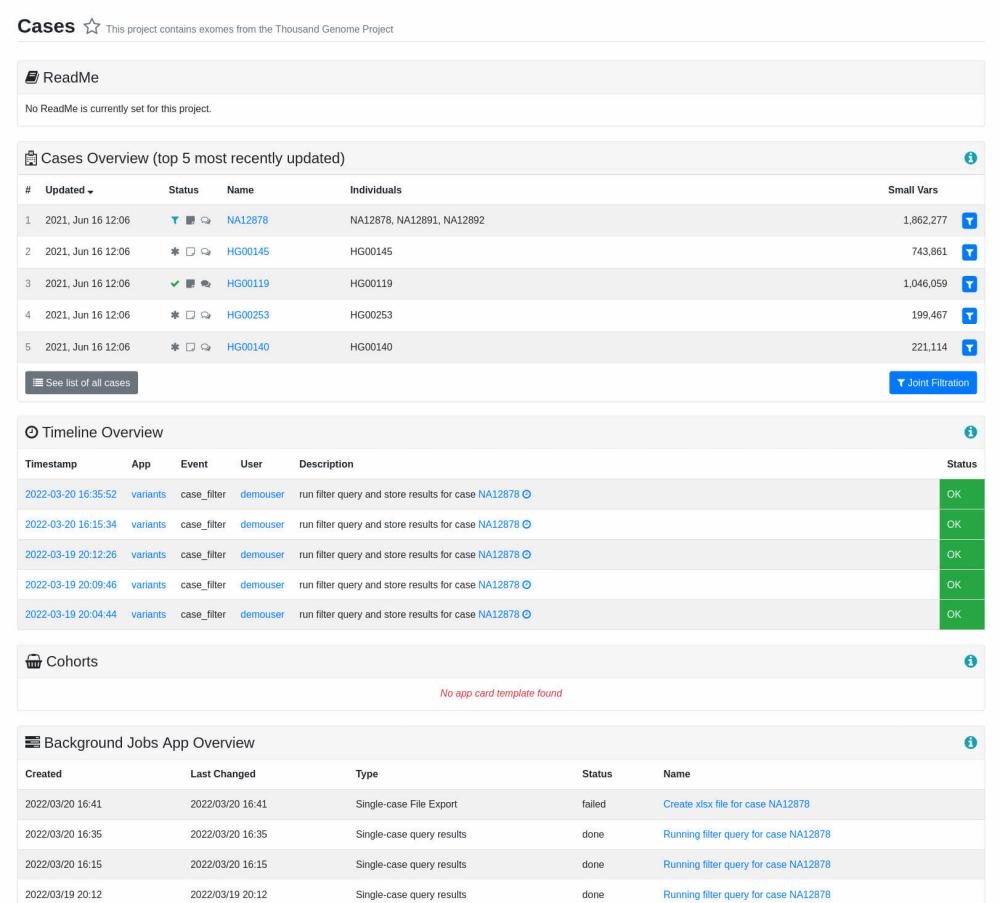 Cases This project contains exomes from the Thousand Genome Project
ReadMe
No ReadMe is currently set for this project.
Cases Overview (top 5 most recently updated)
# Updated Status Name Individuals Small Vars
1 2021, Jun 16 12:06 NA12878 NA12878, NA12891, NA12892 1,862,277
2 2021, Jun 16 12:06 HG00145 HG00145 743,861
3 2021, Jun 16 12:06 HG00119 HG00119 1,046,059
4 2021, Jun 16 12:06 HG00253 HG00253 199,467
5 2021, Jun 16 12:06 HG00140 HG00140 221,114
See list of all cases Joint Filtration
Timeline Overview
Timestamp App Event User Description Status
2022-03-20 16:35:52 variants case_filter demouser run filter query and store results for case NA12878 OK
2022-03-20 16:15:34 variants case_filter demouser run filter query and store results for case NA12878 OK
2022-03-19 20:12:26 variants case_filter demouser run filter query and store results for case NA12878 OK
2022-03-19 20:09:46 variants case_filter demouser run filter query and store results for case NA12878 OK
2022-03-19 20:04:44 variants case_filter demouser run filter query and store results for case NA12878 OK
Cohorts
No app card template found
Background Jobs App Overview
Created Last Changed Type Status Name
2022/03/20 16:41 2022/03/20 16:41 Single-case File Export failed Create xlsx file for case NA12878
2022/03/20 16:35 2022/03/20 16:35 Single-case query results done Running filter query for case NA12878
2022/03/20 16:15 2022/03/20 16:15 Single-case query results done Running filter query for case NA12878
2022/03/19 20:12 2022/03/19 20:12 Single-case query results done Running filter query for case NA12878